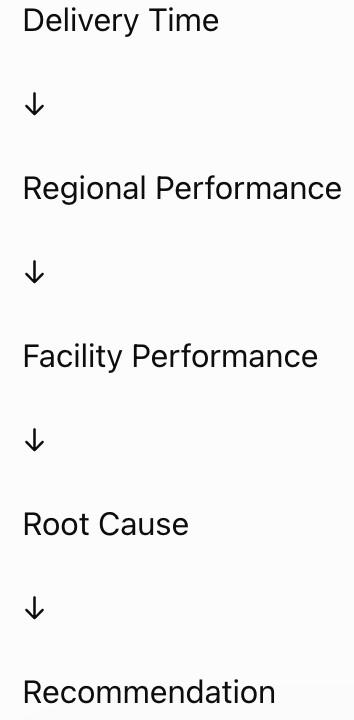 Delivery Time
↓
Regional Performance
↓
Facility Performance
↓
Root Cause
↓
Recommendation